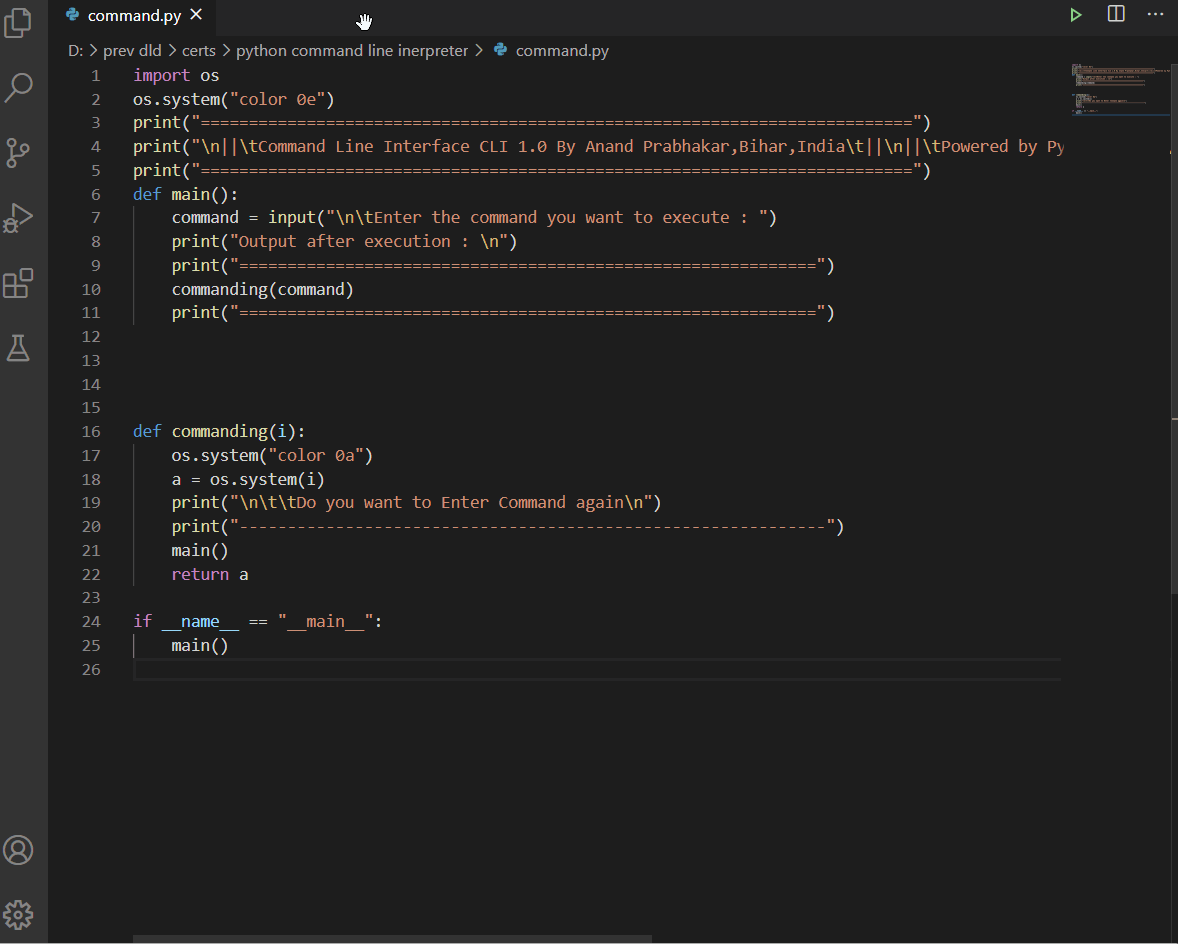 command.py
D: > prev dld > certs > python command line inerpreter > command.py
1 import os
2 os.system("color 0e")
3 print("==========================================================================")
4 print("\n||\tCommand Line Interface CLI 1.0 By Anand Prabhakar,Bihar,India\t||\n||\tPowered by Py
5 print("==========================================================================")
6 def main():
7     command = input("\n\tEnter the command you want to execute : ")
8     print("Output after execution : \n")
9     print("============================================================")
10     commanding(command)
11     print("============================================================")
12
13
14
15
16 def commanding(i):
17     os.system("color 0a")
18     a = os.system(i)
19     print("\n\t\tDo you want to Enter Command again\n")
20     print("-------------------------------------------------------------")
21     main()
22     return a
23
24 if __name__ == "__main__":
25     main()
26